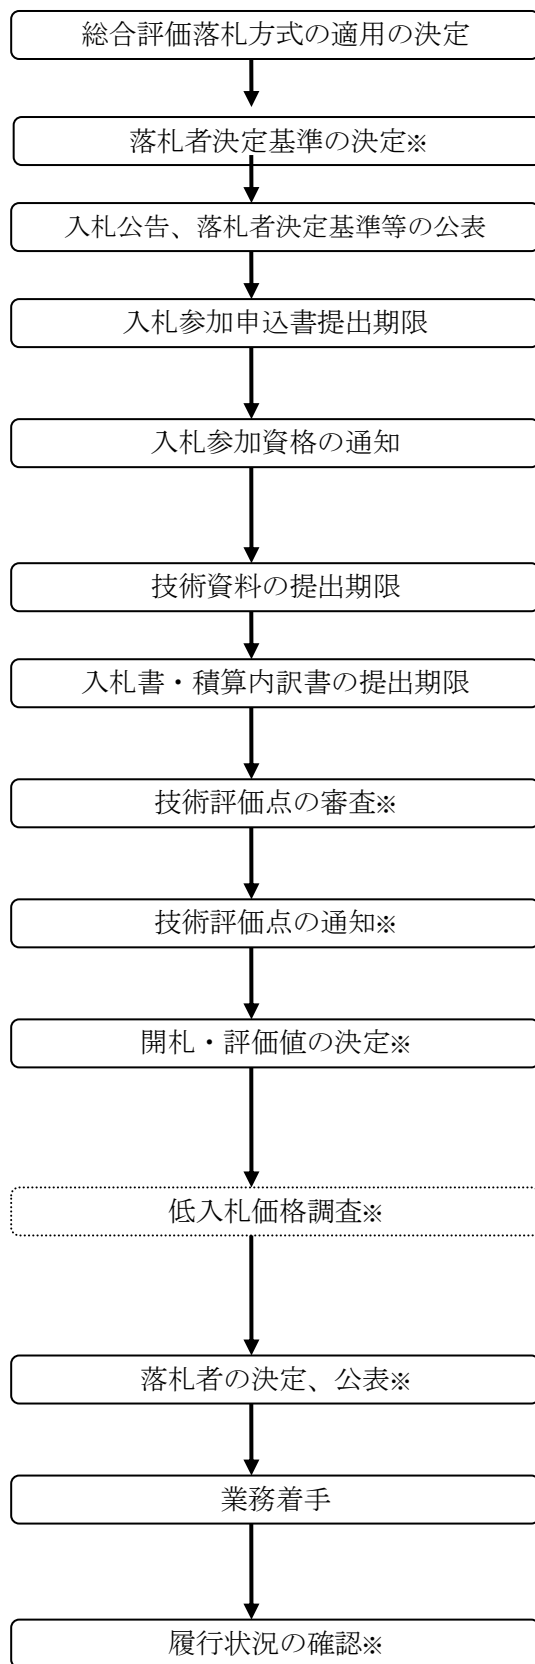 総合評価落札方式の適用の決定
落札者決定基準の決定※
入札公告、落札者決定基準等の公表
入札参加申込書提出期限
入札参加資格の通知
技術資料の提出期限
入札書・積算内訳書の提出期限
技術評価点の審査※
技術評価点の通知※
開札・評価値の決定※
低入札価格調査※
落札者の決定、公表※
業務着手
履行状況の確認※